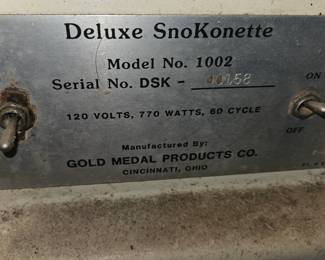 Deluxe SnoKonette
Model No. 1002
Serial No. DSK -
ON
120 VOLTS, 770 WATTS, 60 CYCLE
OFF
Manufactured By:
GOLD MEDAL PRODUCTS CO.
CINCINNATI, OHIO